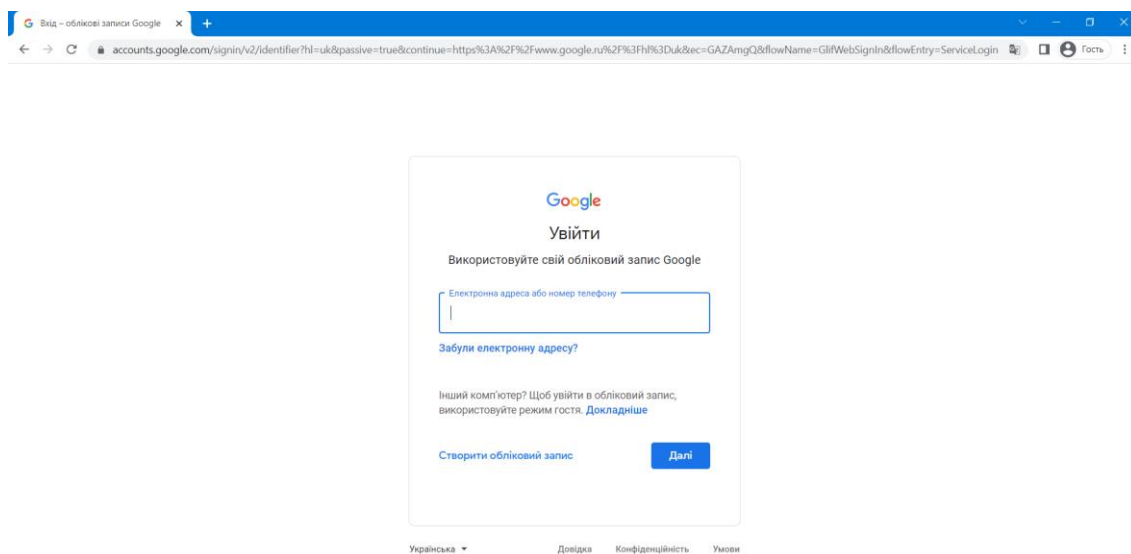 Вхід – облікові записи Google
accounts.google.com/signin/v2/identifier?hl=uk&passive=true&continue=https%3A%2F%2Fwww.google.ru%2F%3Fhl%3Duk&ec=GAZAmgQ&flowName=GlifWebSignIn&flowEntry=ServiceLogin
Гость
Google
Увійти
Використовуйте свій обліковий запис Google
Електронна адреса або номер телефону
Забули електронну адресу?
Інший комп'ютер? Щоб увійти в обліковий запис,
використовуйте режим гостя. Докладніше
Створити обліковий запис
Далі
Українська
Довідка Конфіденційність Умови